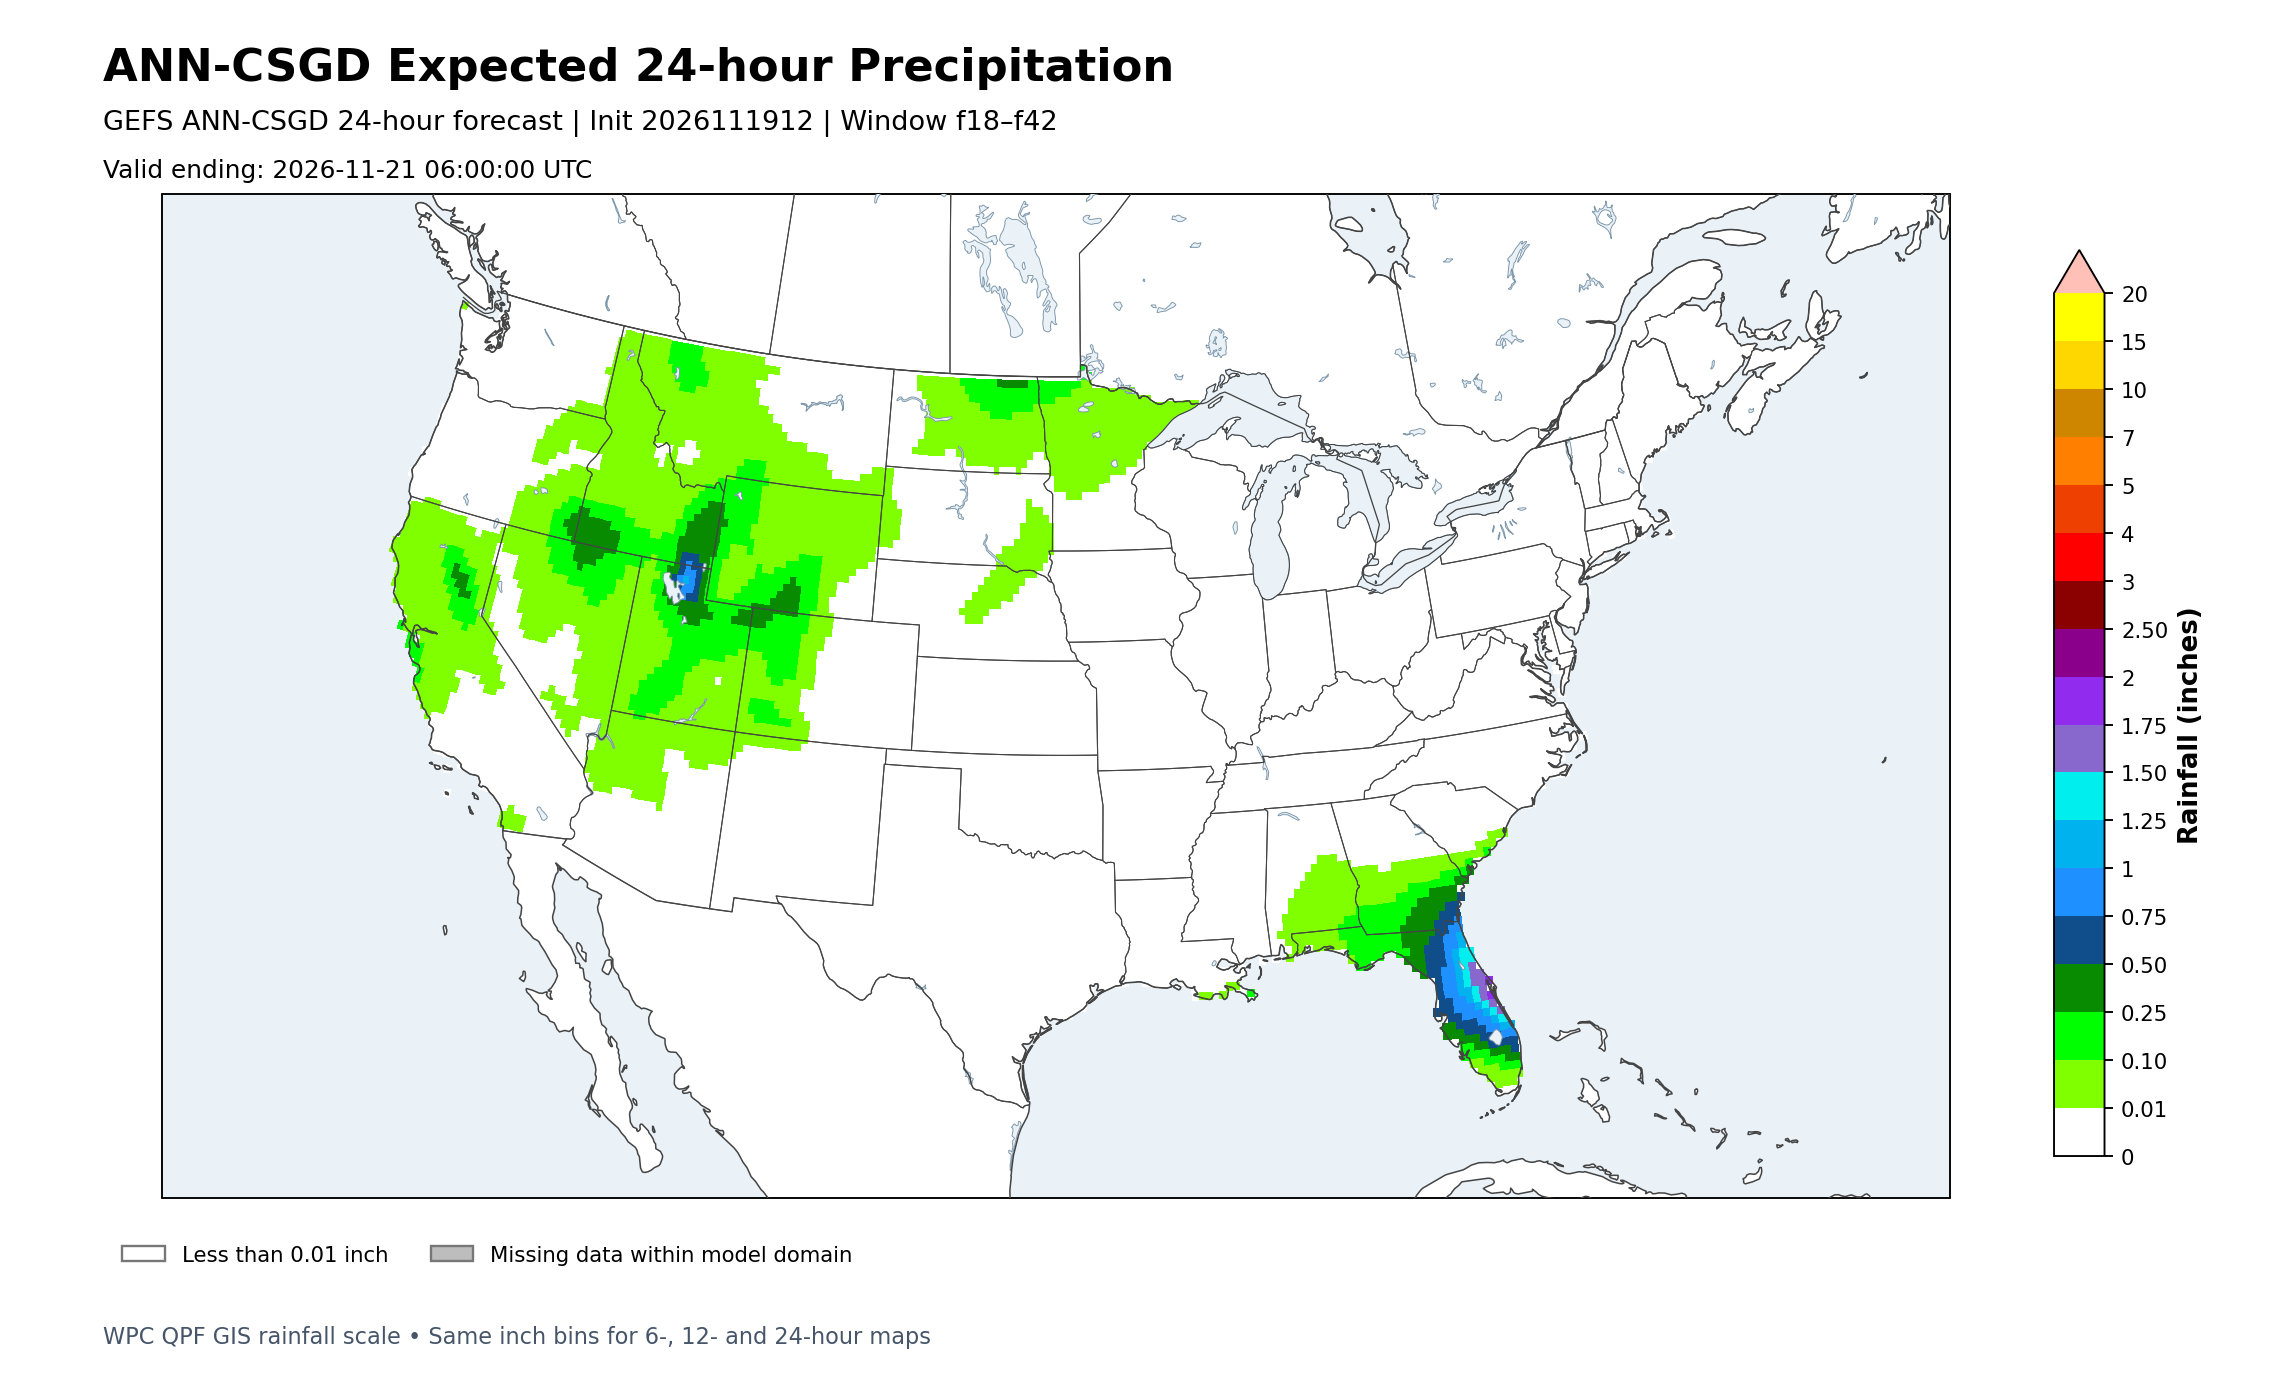 ANN-CSGD Expected 24-hour Precipitation
GEFS ANN-CSGD 24-hour forecast | Init 2026111912 | Window f18–f42
Valid ending: 2026-11-21 06:00:00 UTC
20
15
10
7
5
4
3
2.50
2
1.75
1.50
1.25
1
0.75
0.50
0.25
0.10
0.01
0
Rainfall (inches)
Less than 0.01 inch
Missing data within model domain
WPC QPF GIS rainfall scale • Same inch bins for 6-, 12- and 24-hour maps